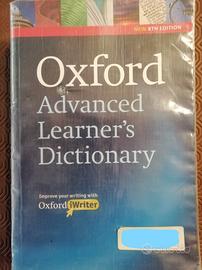 NEW 8TH EDITION
Oxford
Advanced
Learner's
Dictionary
Improve your writing with
Oxford iWriter